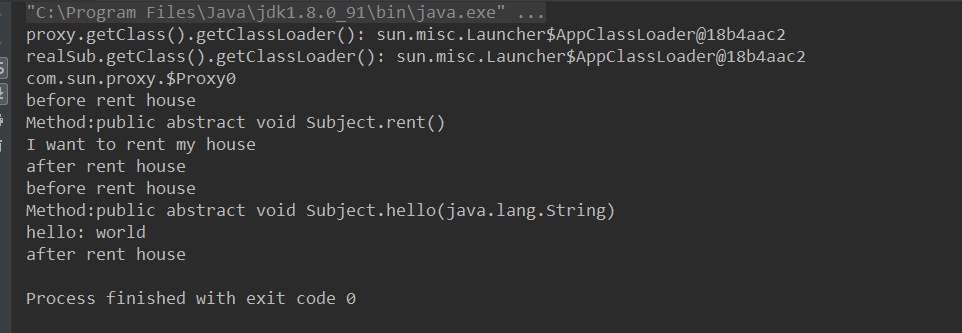 "C:\Program Files\Java\jdk1.8.0_91\bin\java.exe" ...
proxy.getClass().getClassLoader(): sun.misc.Launcher$AppClassLoader@18b4aac2
realSub.getClass().getClassLoader(): sun.misc.Launcher$AppClassLoader@18b4aac2
com.sun.proxy.$Proxy0
before rent house
Method:public abstract void Subject.rent()
I want to rent my house
after rent house
before rent house
Method:public abstract void Subject.hello(java.lang.String)
hello: world
after rent house
Process finished with exit code 0